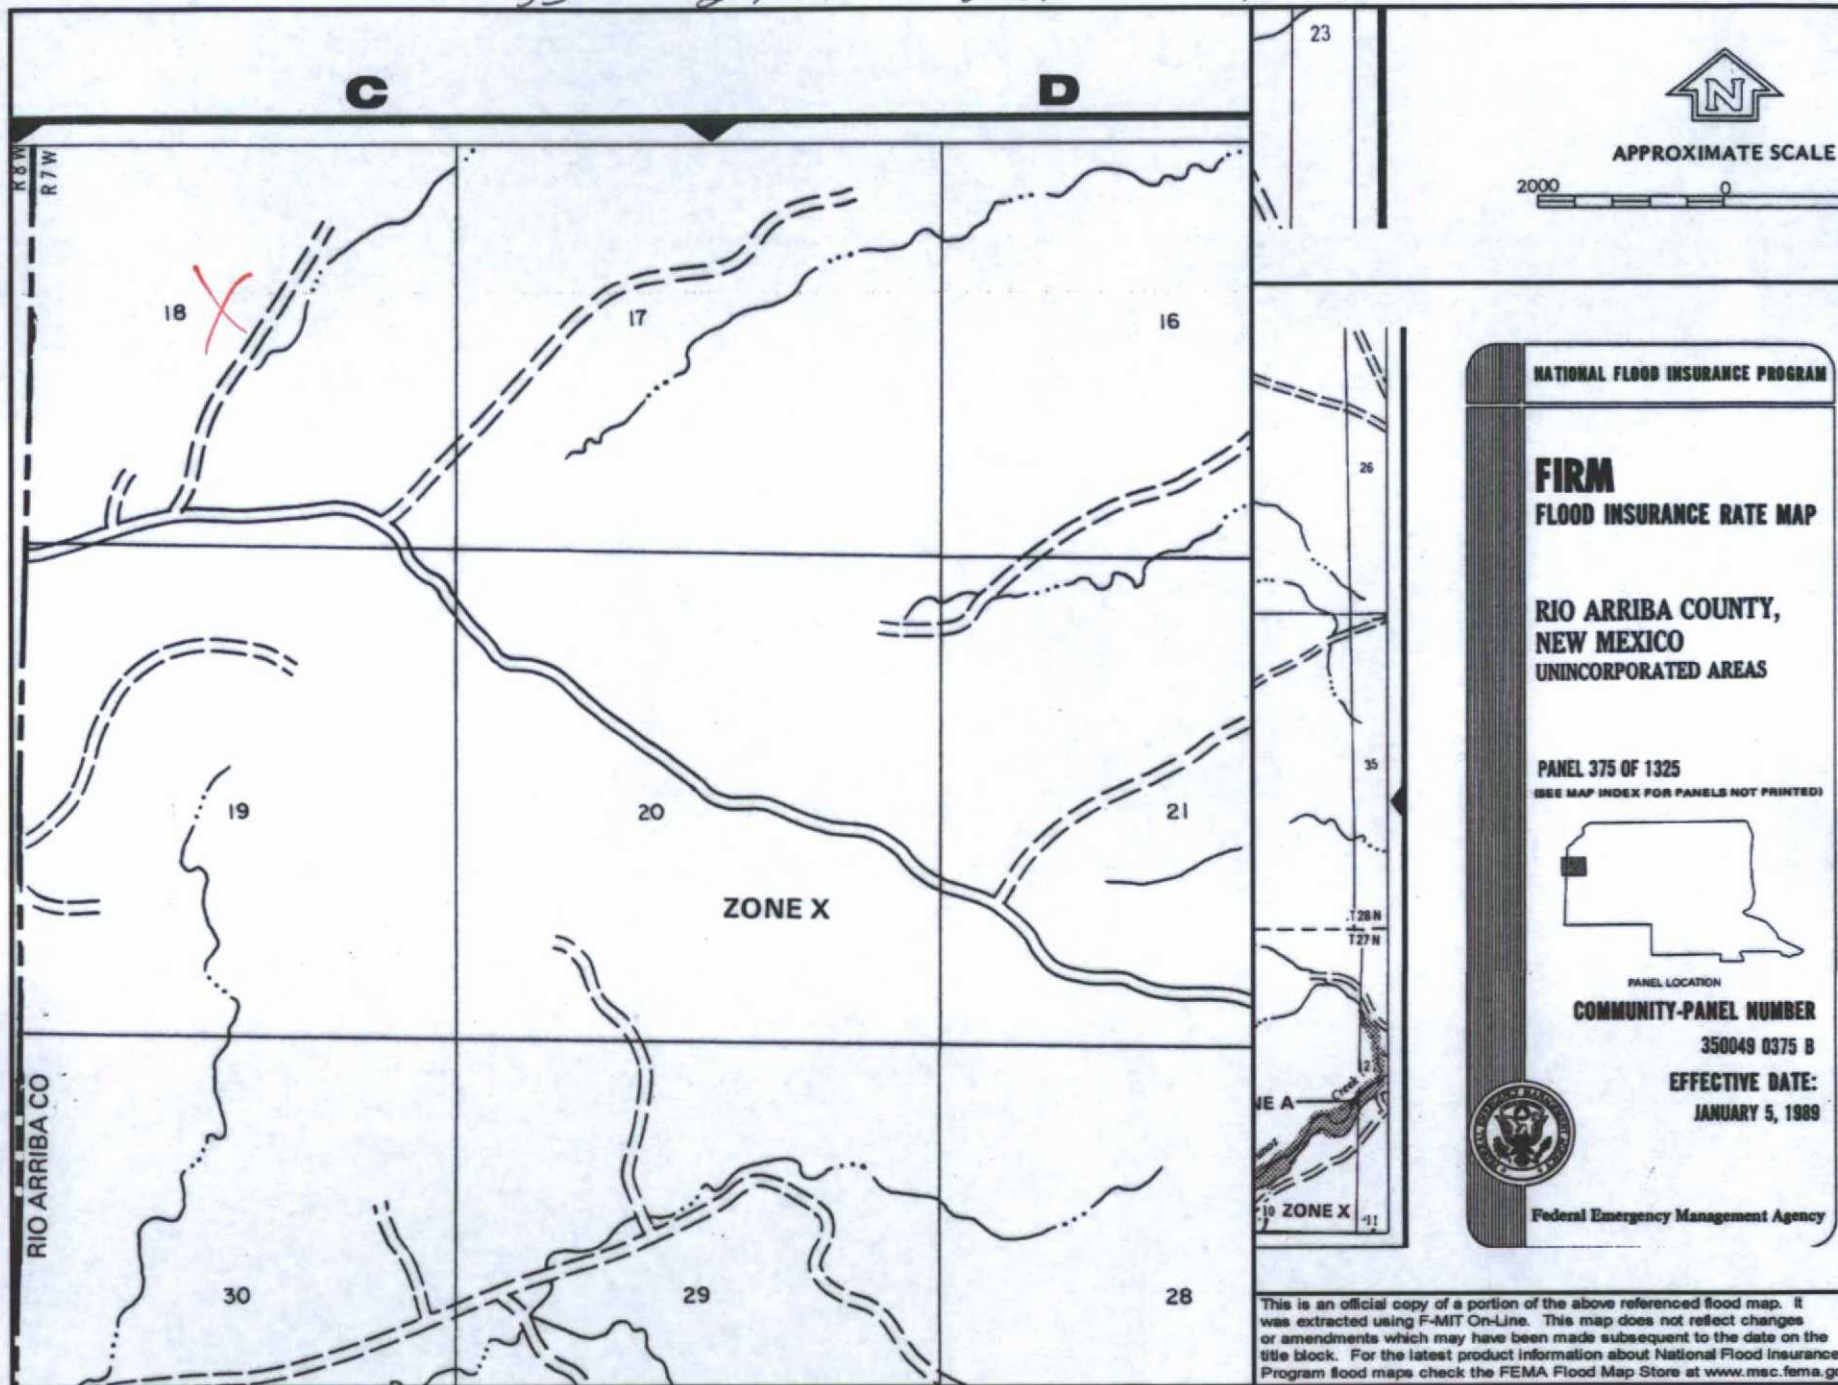 C
D
23
N
APPROXIMATE SCALE
2000 0
R8W
R7W
18
17
16
NATIONAL FLOOD INSURANCE PROGRAM
FIRM
FLOOD INSURANCE RATE MAP
26
RIO ARRIBA COUNTY,
NEW MEXICO
UNINCORPORATED AREAS
35
PANEL 375 OF 1325
(SEE MAP INDEX FOR PANELS NOT PRINTED)
19
20
21
ZONE X
T28N
T27N
PANEL LOCATION
COMMUNITY-PANEL NUMBER
350049 0375 B
EFFECTIVE DATE:
JANUARY 5, 1989
RIO ARRIBA CO
Creek
NE A
10
ZONE X
11
Federal Emergency Management Agency
30
29
28
This is an official copy of a portion of the above referenced flood map. It
was extracted using F-MIT On-Line. This map does not reflect changes
or amendments which may have been made subsequent to the date on the
title block. For the latest product information about National Flood Insurance
Program flood maps check the FEMA Flood Map Store at www.msc.fema.g